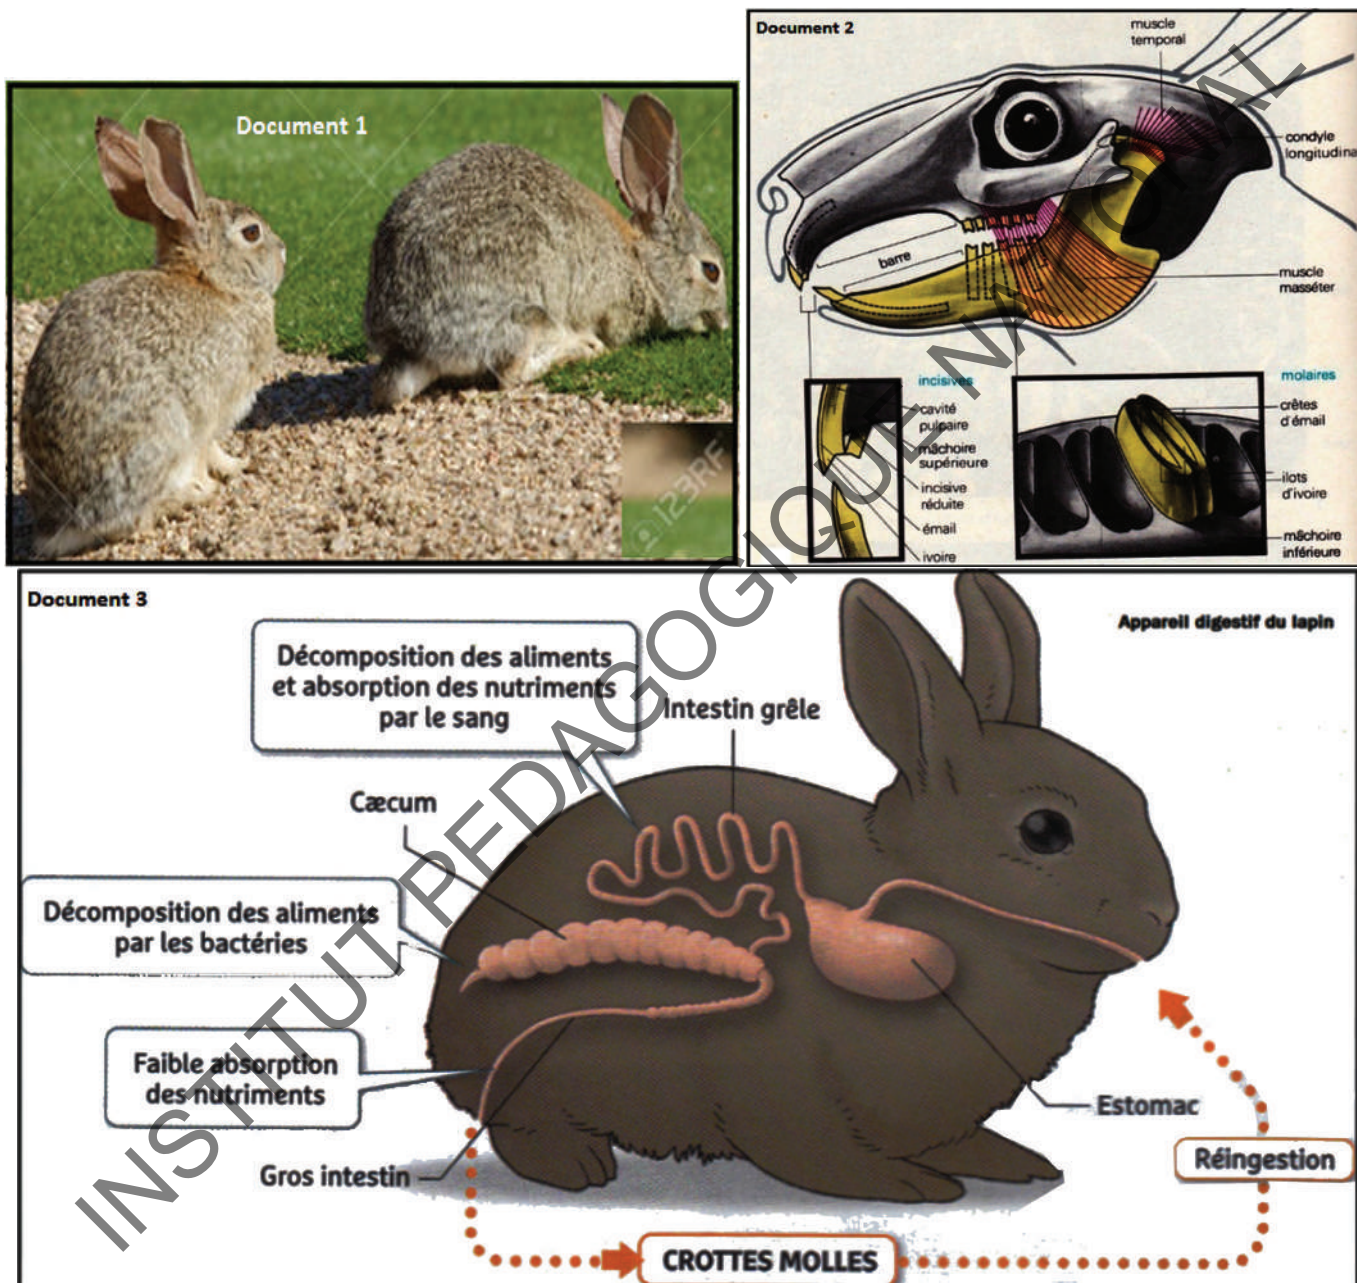 Document 1
123RF
Document 2
muscle
temporal
condyle
longitudina
barre
muscle
masséter
incisives
cavité
pulpaire
mâchoire
supérieure
incisive
réduite
émail
ivoire
molaires
crêtes
d'émail
ilots
d'ivoire
mâchoire
inférieure
Document 3
Appareil digestif du lapin
Décomposition des aliments
et absorption des nutriments
par le sang
Intestin grêle
Cæcum
Décomposition des aliments
par les bactéries
Faible absorption
des nutriments
Gros intestin
Estomac
Réingestion
CROTTES MOLLES
INSTITUT PEDAGOGIQUE NATIONAL